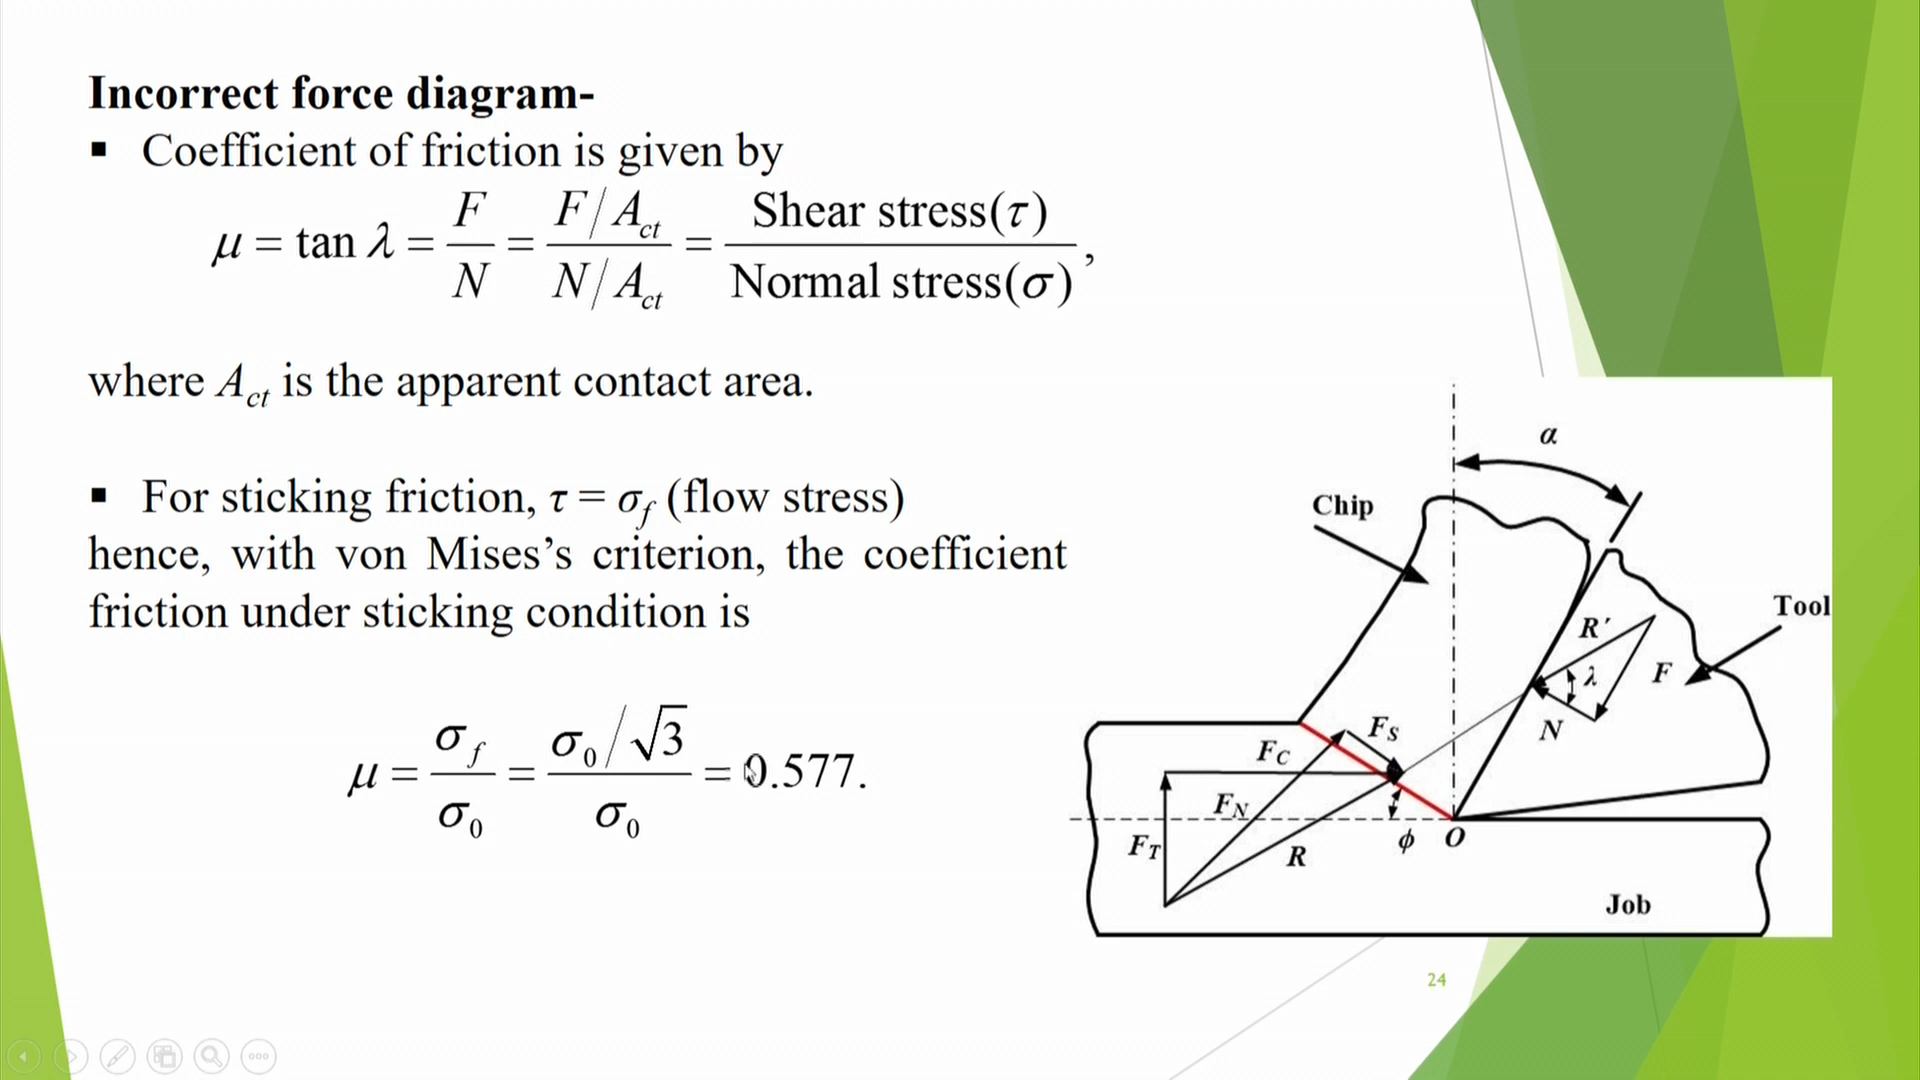 Incorrect force diagram-
▪ Coefficient of friction is given by
μ = tan λ = F/N = (F/A_ct)/(N/A_ct) = Shear stress(τ)/Normal stress(σ),
where A_ct is the apparent contact area.
▪ For sticking friction, τ = σ_f (flow stress)
hence, with von Mises’s criterion, the coefficient
friction under sticking condition is
μ = σ_f/σ_0 = (σ_0/√3)/σ_0 = 0.577.
α
Chip
Tool
R′
λ
F
N
F_S
F_C
F_N
F_T
R
ϕ
O
Job
24